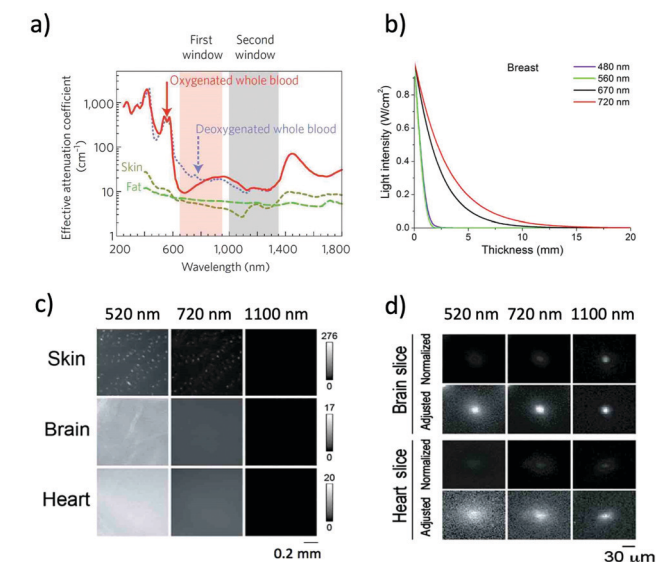 a)
First
window
Second
window
Oxygenated whole blood
Deoxygenated whole blood
Skin
Fat
Effective attenuation coefficient
(cm⁻¹)
1,000
100
10
1
200 600 1,000 1,400 1,800
Wavelength (nm)
b)
Breast
480 nm
560 nm
670 nm
720 nm
Light intensity (W/cm²)
0.8
0.6
0.4
0.2
0.0
0 5 10 15 20
Thickness (mm)
c)
520 nm 720 nm 1100 nm
Skin
276
0
Brain
17
0
Heart
20
0
0.2 mm
d)
520 nm 720 nm 1100 nm
Brain slice
Normalized
Adjusted
Heart slice
Normalized
Adjusted
30 μm